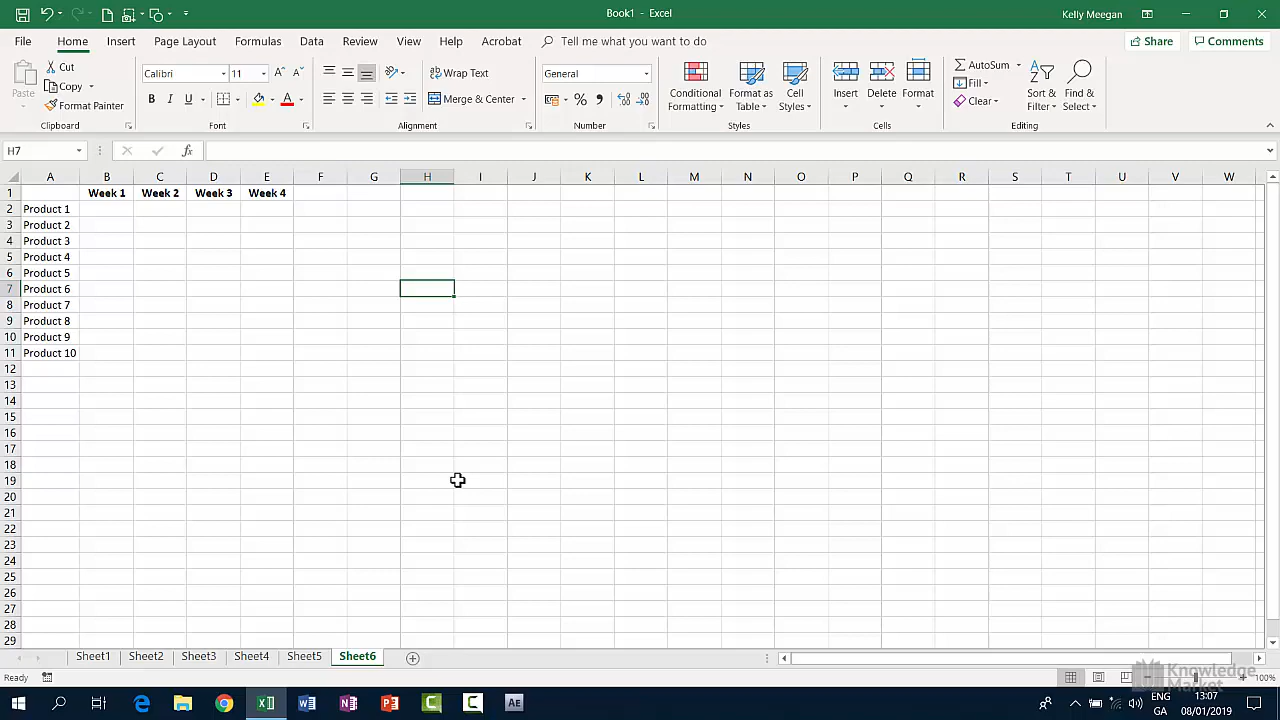 Book1 - Excel
Kelly Meegan
File Home Insert Page Layout Formulas Data Review View Help Acrobat Tell me what you want to do Share Comments
Paste Cut Copy Format Painter Clipboard
Calibri 11 B I U Font
Wrap Text Merge & Center Alignment
General % , Number
Conditional Formatting Format as Table Cell Styles Styles
Insert Delete Format Cells
AutoSum Fill Clear Sort & Filter Find & Select Editing
H7 fx
A B C D E F G H I J K L M N O P Q R S T U V W
1 Week 1 Week 2 Week 3 Week 4
2 Product 1
3 Product 2
4 Product 3
5 Product 4
6 Product 5
7 Product 6
8 Product 7
9 Product 8
10 Product 9
11 Product 10
12
13
14
15
16
17
18
19
20
21
22
23
24
25
26
27
28
29
Sheet1 Sheet2 Sheet3 Sheet4 Sheet5 Sheet6
Ready 100%
Knowledge
Market
ENG 13:07
GA 08/01/2019
AE